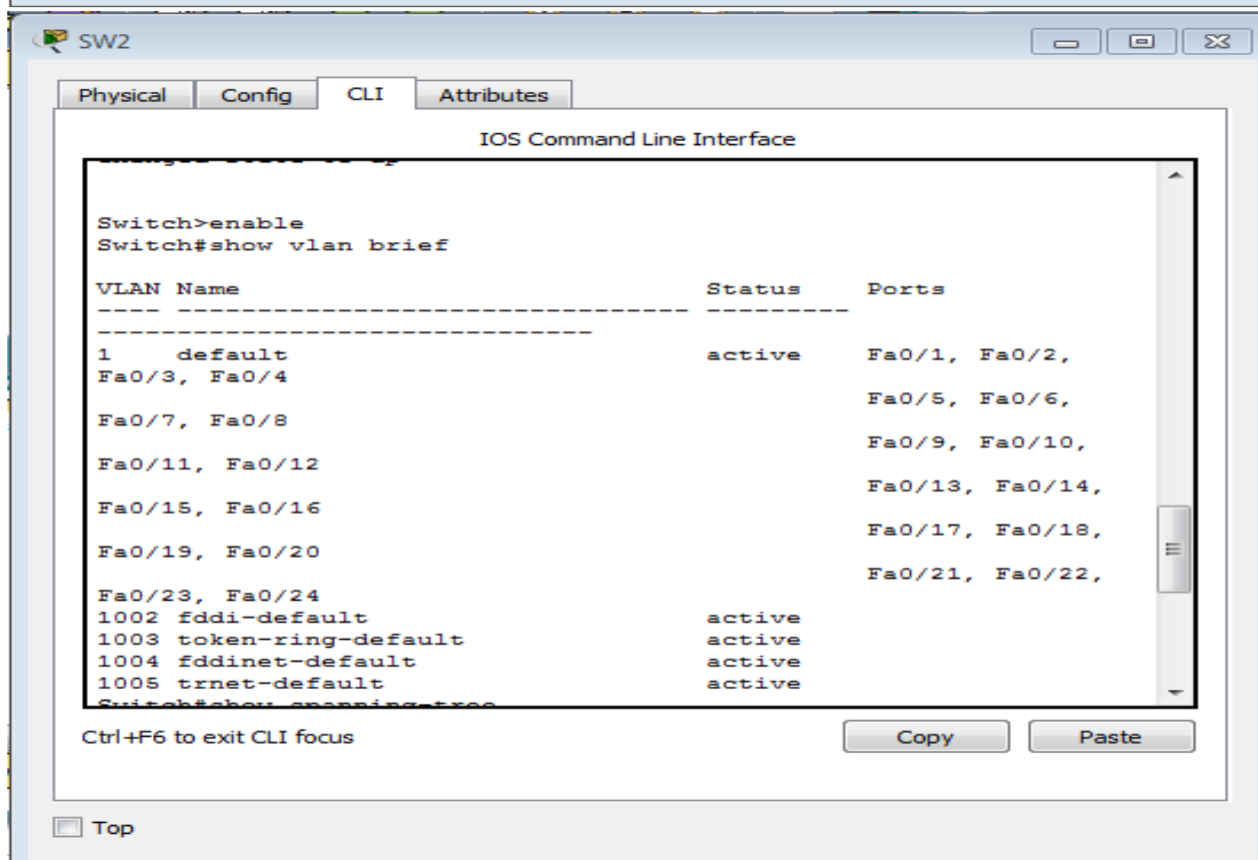 SW2
Physical Config CLI Attributes
IOS Command Line Interface
Switch>enable
Switch#show vlan brief
VLAN Name Status Ports
---- -------------------------------- ---------
-------------------------------
1 default active Fa0/1, Fa0/2,
Fa0/3, Fa0/4
Fa0/5, Fa0/6,
Fa0/7, Fa0/8
Fa0/9, Fa0/10,
Fa0/11, Fa0/12
Fa0/13, Fa0/14,
Fa0/15, Fa0/16
Fa0/17, Fa0/18,
Fa0/19, Fa0/20
Fa0/21, Fa0/22,
Fa0/23, Fa0/24
1002 fddi-default active
1003 token-ring-default active
1004 fddinet-default active
1005 trnet-default active
Switch#show spanning-tree
Ctrl+F6 to exit CLI focus
Copy Paste
Top